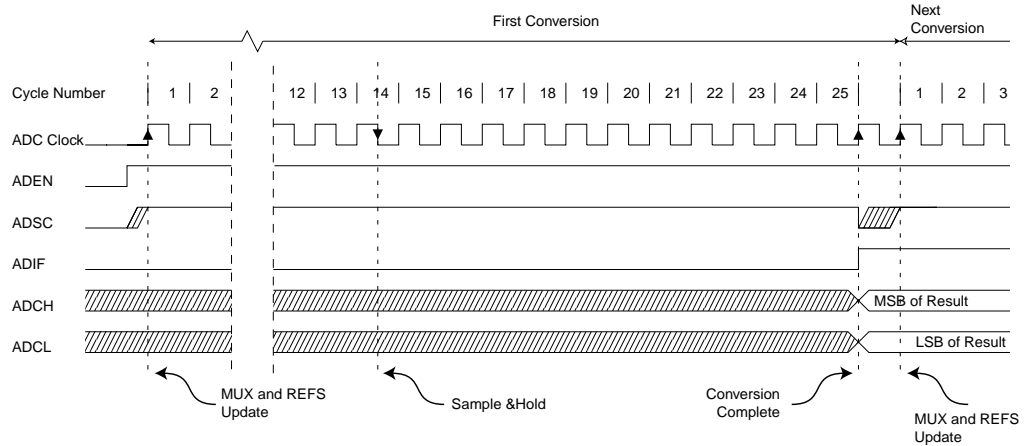 First Conversion
Next
Conversion
Cycle Number 1 2 12 13 14 15 16 17 18 19 20 21 22 23 24 25 1 2 3
ADC Clock
ADEN
ADSC
ADIF
ADCH MSB of Result
ADCL LSB of Result
MUX and REFS
Update
Sample &Hold
Conversion
Complete
MUX and REFS
Update